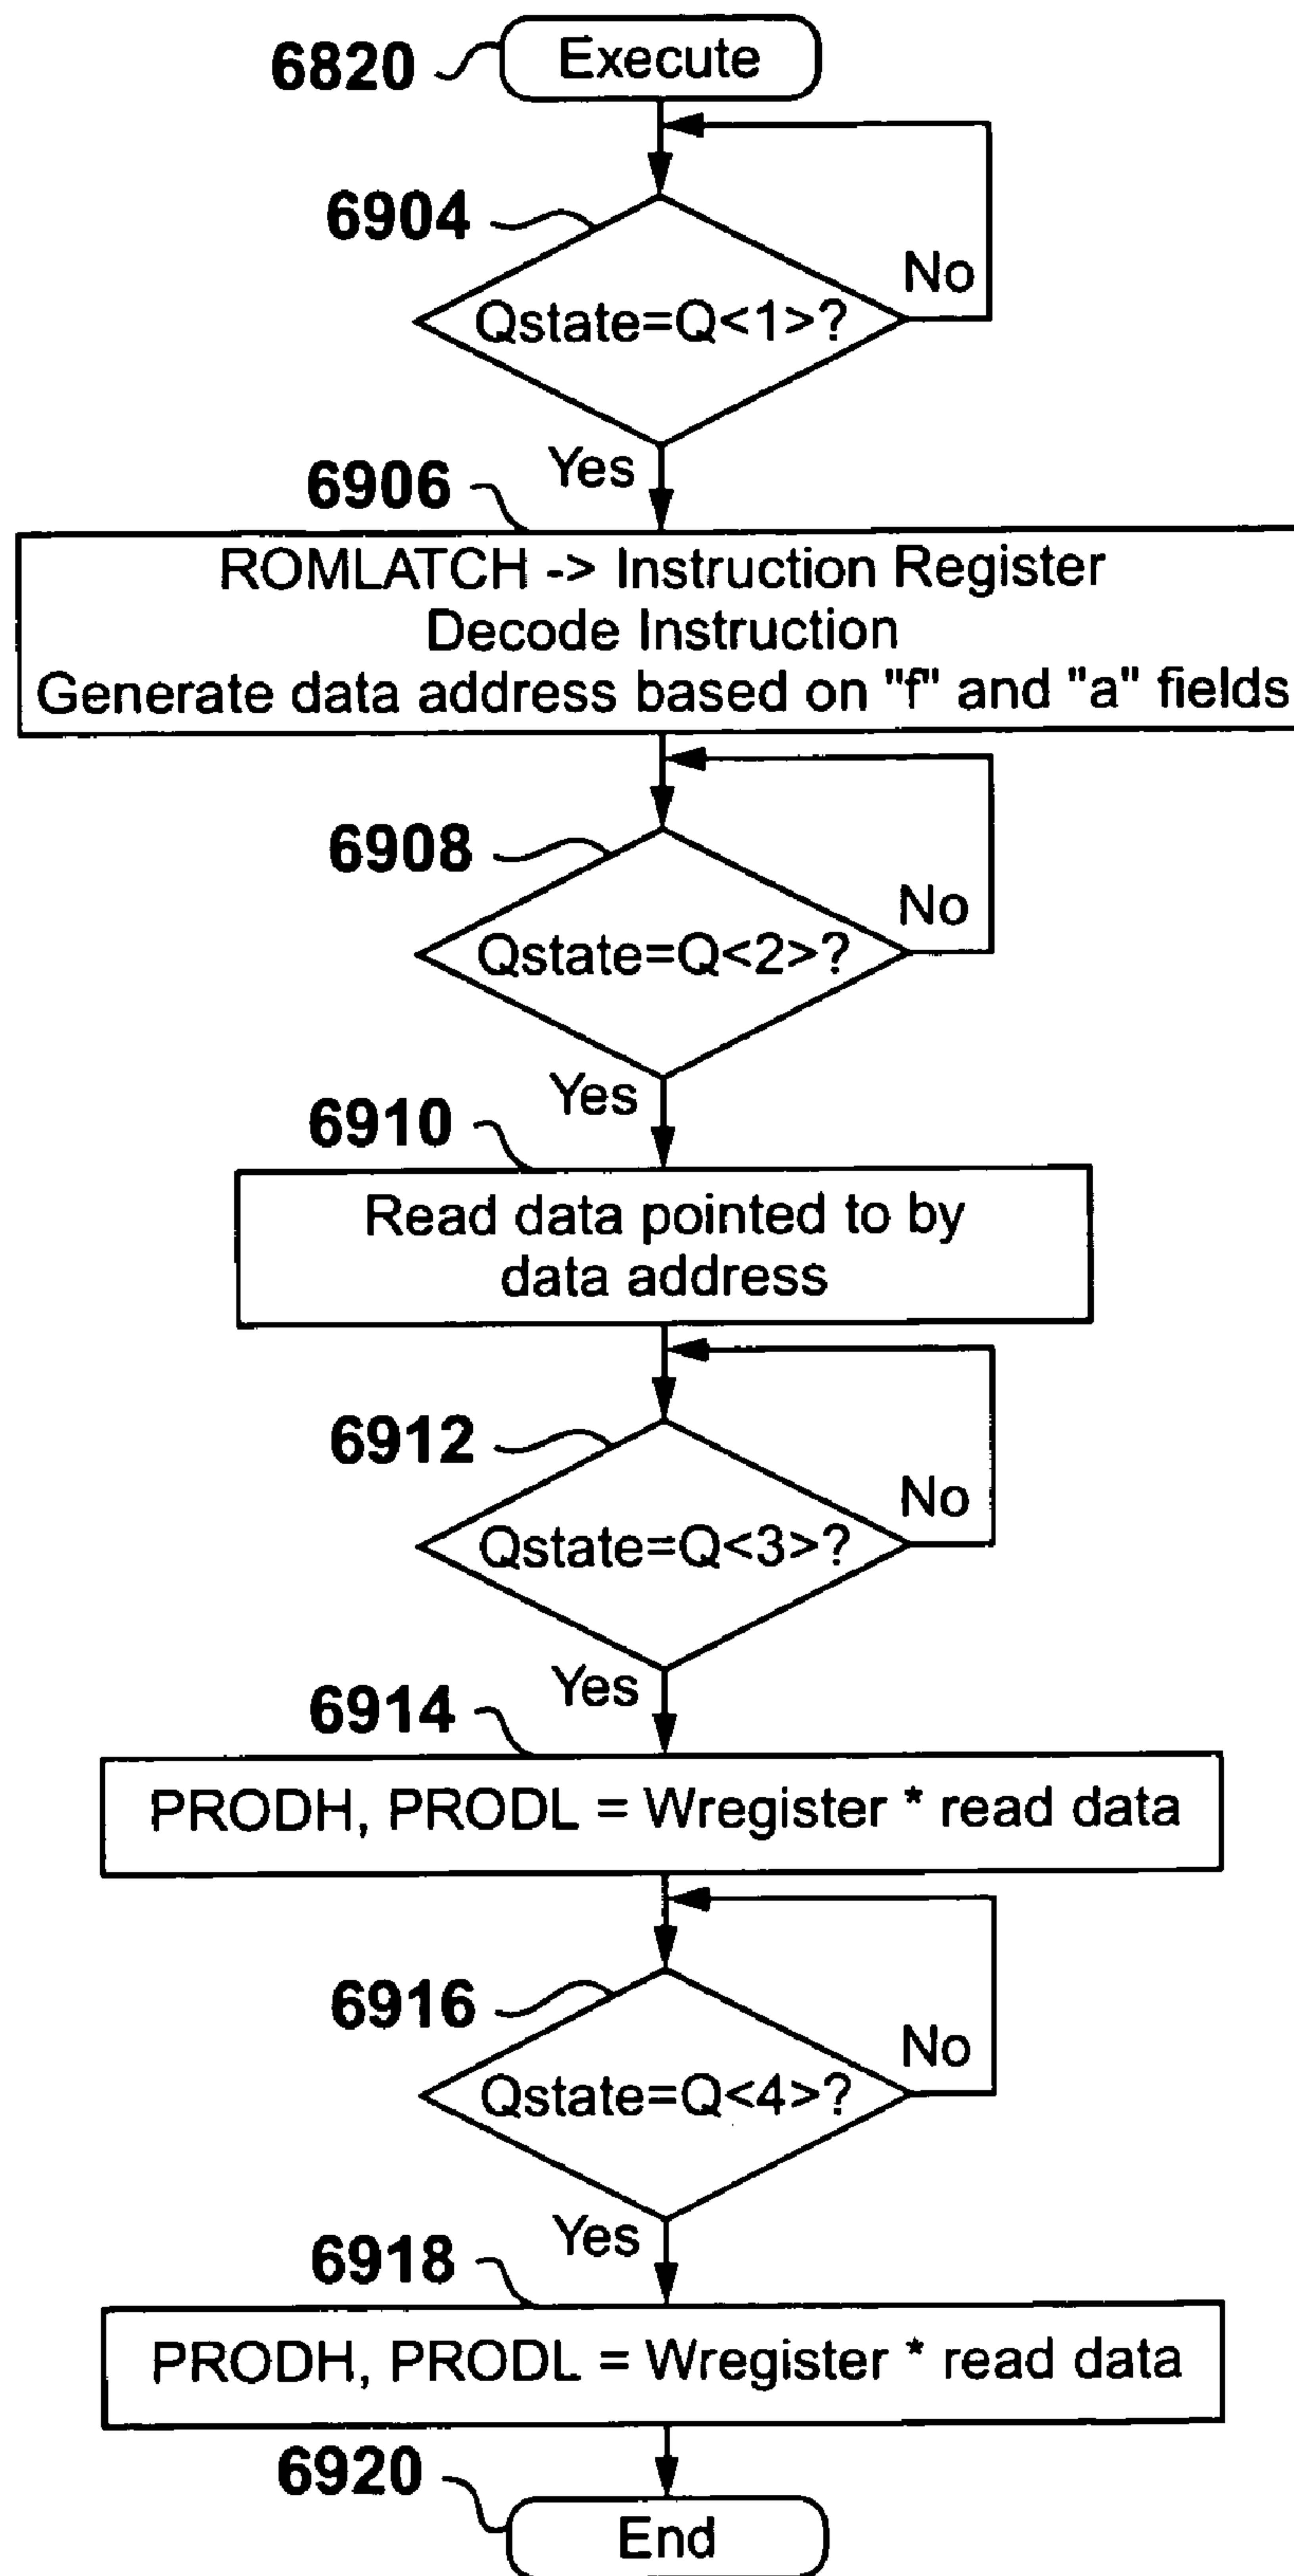 6820
Execute
6904
No
Qstate=Q<1>?
Yes
6906
ROMLATCH -> Instruction Register
Decode Instruction
Generate data address based on "f" and "a" fields
6908
No
Qstate=Q<2>?
Yes
6910
Read data pointed to by
data address
6912
No
Qstate=Q<3>?
Yes
6914
PRODH, PRODL = Wregister * read data
6916
No
Qstate=Q<4>?
Yes
6918
PRODH, PRODL = Wregister * read data
6920
End